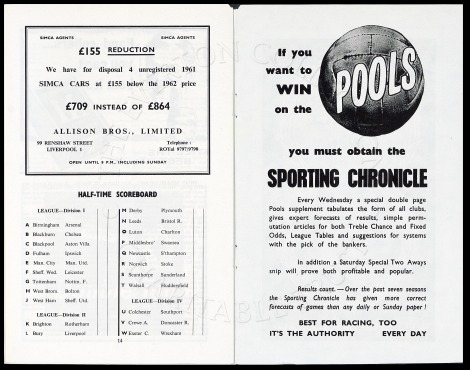 SIMCA AGENTS SIMCA AGENTS
£155 REDUCTION
We have for disposal 4 unregistered 1961
SIMCA CARS at £155 below the 1962 price
£709 INSTEAD OF £864
ALLISON BROS., LIMITED
99 RENSHAW STREET
LIVERPOOL 1
Telephone :
ROYal 9797/9798
OPEN UNTIL 8 P.M., INCLUDING SUNDAY
HALF-TIME SCOREBOARD
LEAGUE—Division I
A Birmingham Arsenal
B Blackburn Chelsea
C Blackpool Aston Villa
D Fulham Ipswich
E Man. City Man. Utd.
F Sheff. Wed. Leicester
G Tottenham Nottm. F.
H West Brom. Bolton
J West Ham Sheff. Utd.
LEAGUE—Division II
K Brighton Rotherham
L Bury Liverpool
M Derby Plymouth
N Leeds Bristol R.
O Luton Charlton
P Middlesbro' Swansea
Q Newcastle S'thampton
R Norwich Stoke
S Scunthorpe Sunderland
T Walsall Huddersfield
LEAGUE—Division IV
U Colchester Southport
V Crewe A. Doncaster R.
W Exeter C. Wrexham
14
If you
want to
WIN
on the
POOLS
you must obtain the
SPORTING CHRONICLE
Every Wednesday a special double page
Pools supplement tabulates the form of all clubs,
gives expert forecasts of results, simple perm-
utation articles for both Treble Chance and Fixed
Odds, League Tables and suggestions for systems
with the pick of the bankers.
In addition a Saturday Special Two Aways
snip will prove both profitable and popular.
Results count.—Over the past seven seasons
the Sporting Chronicle has given more correct
forecasts of games than any daily or Sunday paper !
BEST FOR RACING, TOO
IT'S THE AUTHORITY EVERY DAY